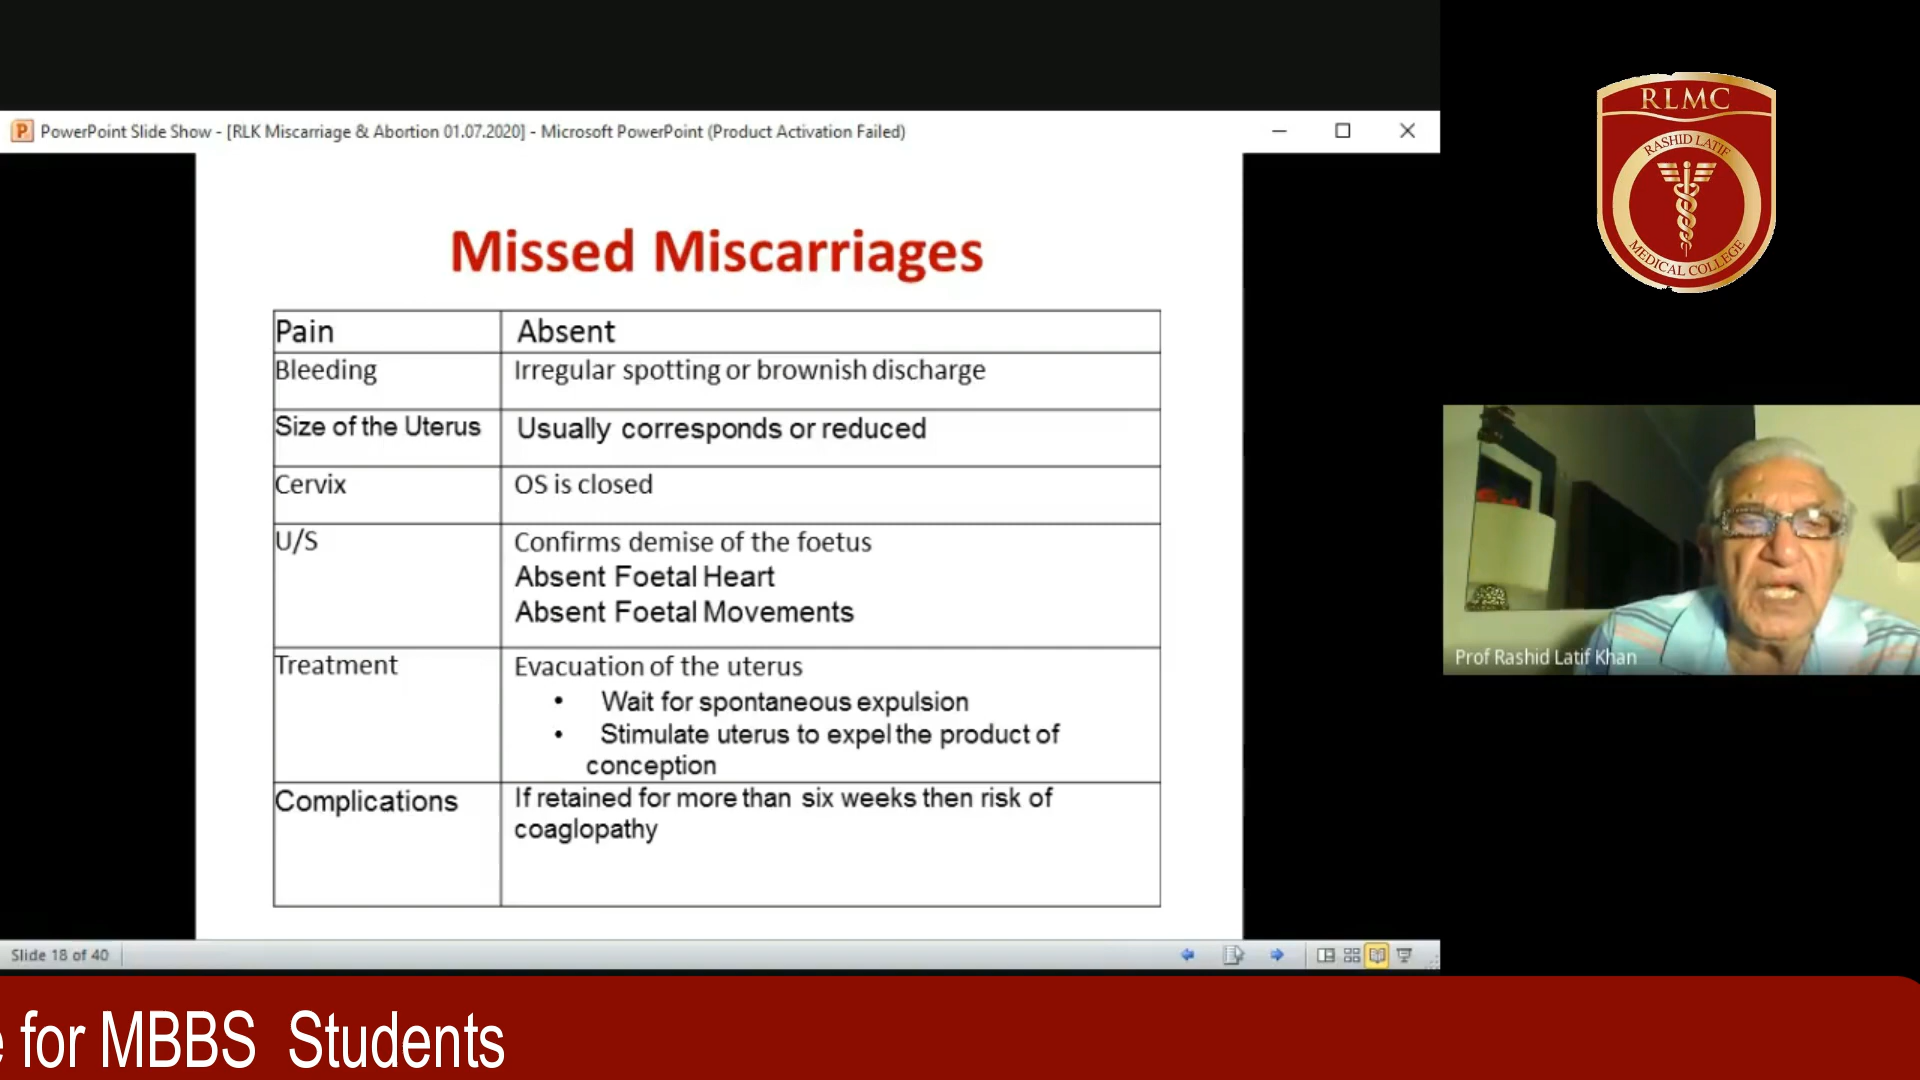 PowerPoint Slide Show - [RLK Miscarriage & Abortion 01.07.2020] - Microsoft PowerPoint (Product Activation Failed)
RLMC
RASHID LATIF
MEDICAL COLLEGE
Missed Miscarriages
Pain Absent
Bleeding Irregular spotting or brownish discharge
Size of the Uterus Usually corresponds or reduced
Cervix OS is closed
U/S Confirms demise of the foetus
Absent Foetal Heart
Absent Foetal Movements
Treatment Evacuation of the uterus
• Wait for spontaneous expulsion
• Stimulate uterus to expel the product of
conception
Complications If retained for more than six weeks then risk of
coaglopathy
Prof Rashid Latif Khan
Slide 18 of 40
for MBBS Students